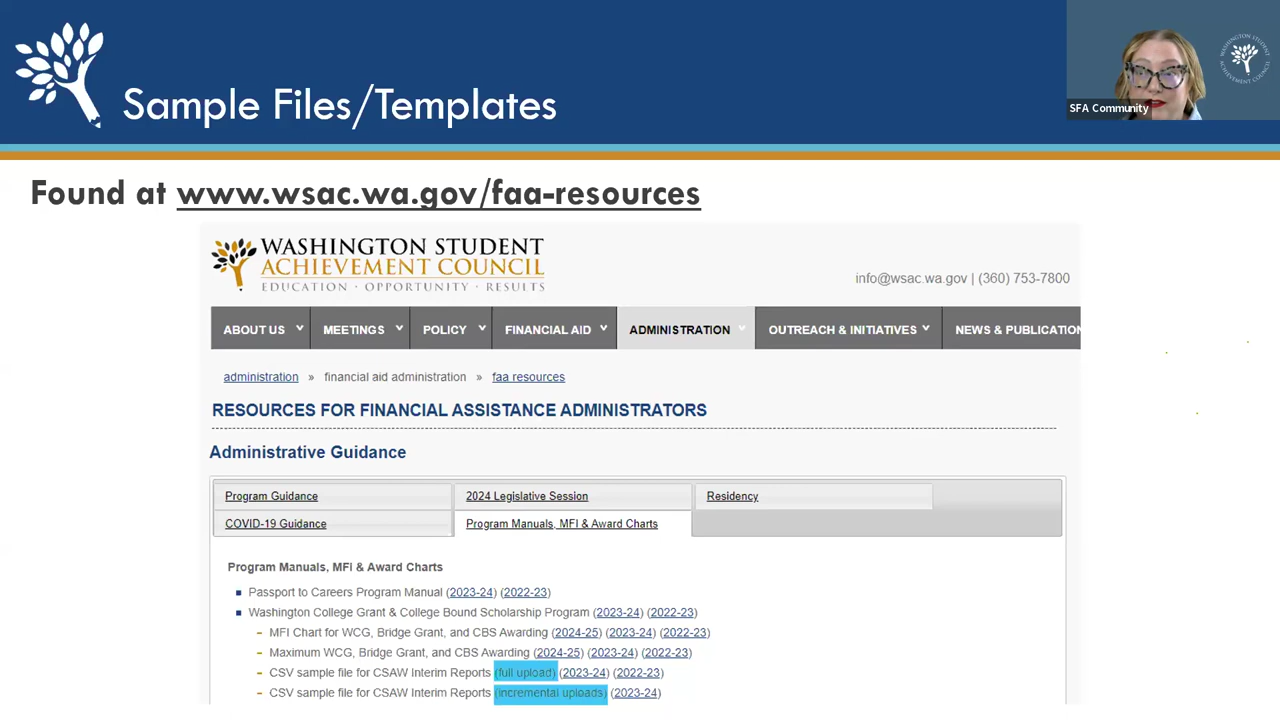 Sample Files/Templates
SFA Community
WASHINGTON STUDENT ACHIEVEMENT COUNCIL
Found at www.wsac.wa.gov/faa-resources
WASHINGTON STUDENT
ACHIEVEMENT COUNCIL
EDUCATION · OPPORTUNITY · RESULTS
info@wsac.wa.gov | (360) 753-7800
ABOUT US MEETINGS POLICY FINANCIAL AID ADMINISTRATION OUTREACH & INITIATIVES NEWS & PUBLICATION
administration » financial aid administration » faa resources
RESOURCES FOR FINANCIAL ASSISTANCE ADMINISTRATORS
Administrative Guidance
Program Guidance 2024 Legislative Session Residency
COVID-19 Guidance Program Manuals, MFI & Award Charts
Program Manuals, MFI & Award Charts
Passport to Careers Program Manual (2023-24) (2022-23)
Washington College Grant & College Bound Scholarship Program (2023-24) (2022-23)
MFI Chart for WCG, Bridge Grant, and CBS Awarding (2024-25) (2023-24) (2022-23)
Maximum WCG, Bridge Grant, and CBS Awarding (2024-25) (2023-24) (2022-23)
CSV sample file for CSAW Interim Reports (full upload) (2023-24) (2022-23)
CSV sample file for CSAW Interim Reports (incremental uploads) (2023-24)